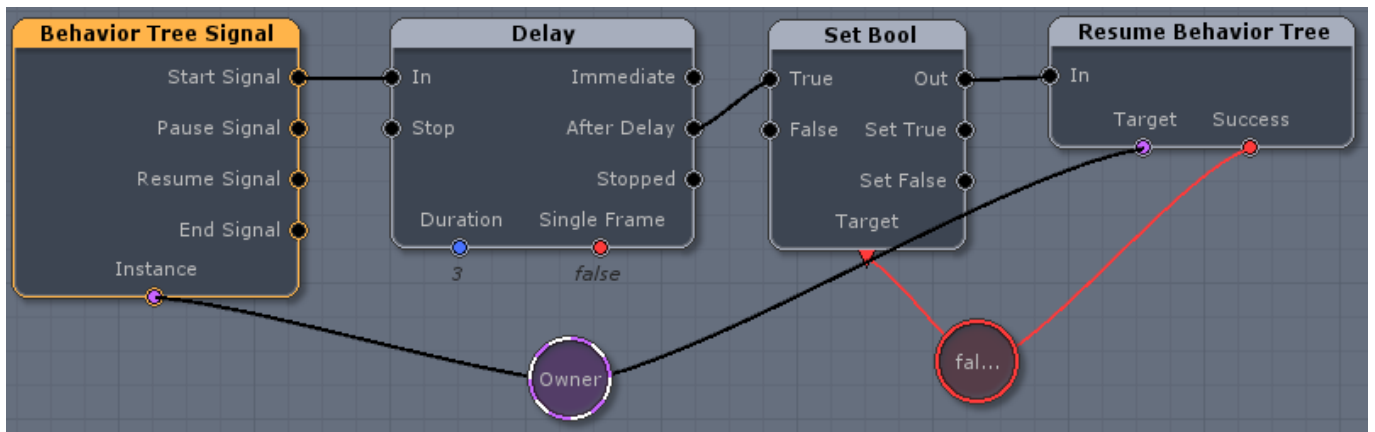 Behavior Tree Signal
Start Signal
Pause Signal
Resume Signal
End Signal
Instance
Delay
In Immediate
Stop After Delay
Stopped
Duration Single Frame
3 false
Set Bool
True Out
False Set True
Set False
Target
Resume Behavior Tree
In
Target Success
Owner
fal...